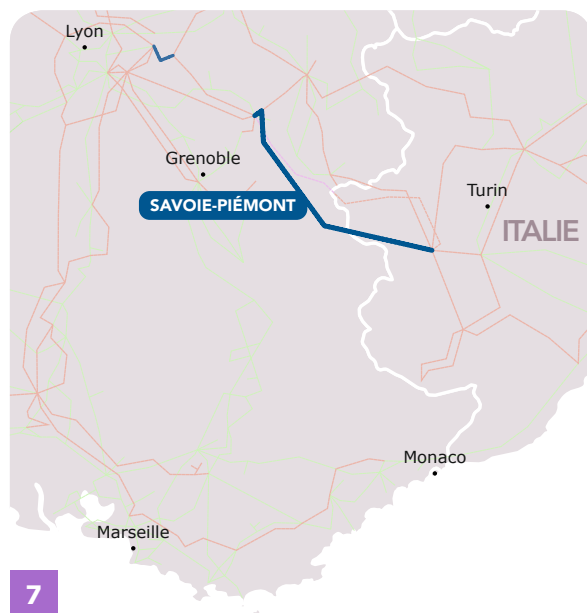 Lyon
Grenoble
SAVOIE-PIÉMONT
Turin
ITALIE
Monaco
Marseille
7